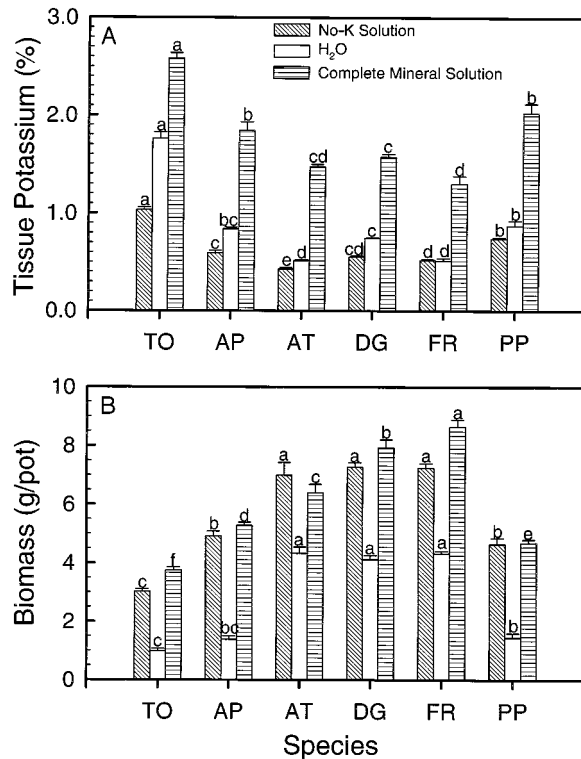 A
No-K Solution
H₂O
Complete Mineral Solution
Tissue Potassium (%)
3.0
2.0
1.0
0.0
a a a
c bc b
e d cd
cd c c
d d d
b b b
TO AP AT DG FR PP
B
Biomass (g/pot)
10
8
6
4
2
0
c c f
b bc d
a a c
a a b
a a a
b b e
TO AP AT DG FR PP
Species